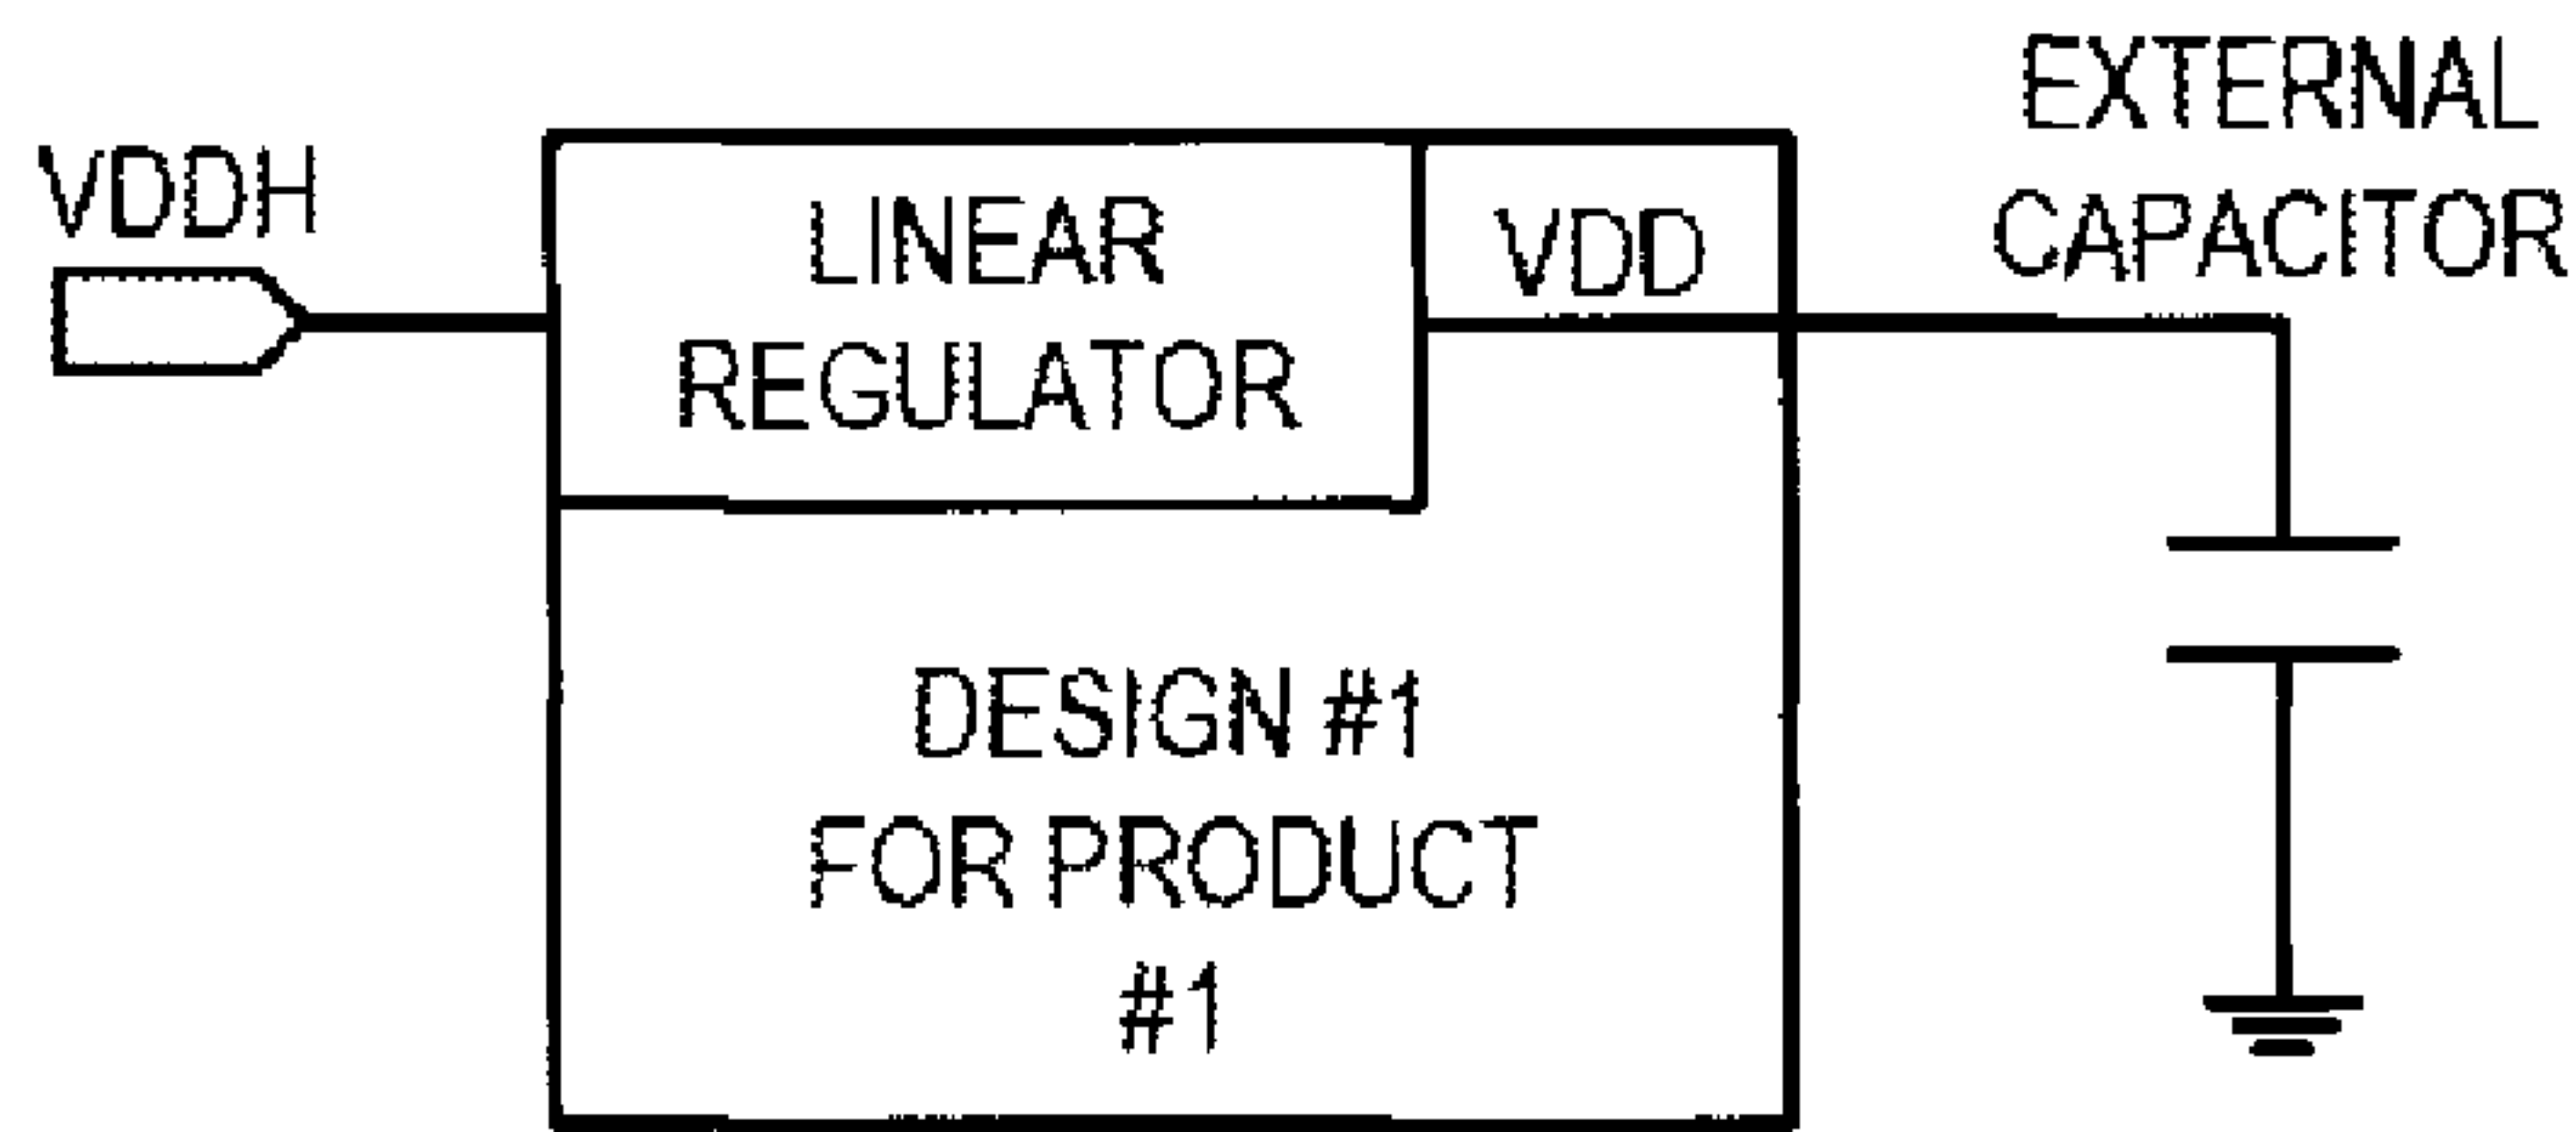 VDDH
LINEAR
REGULATOR
VDD
EXTERNAL
CAPACITOR
DESIGN #1
FOR PRODUCT
#1